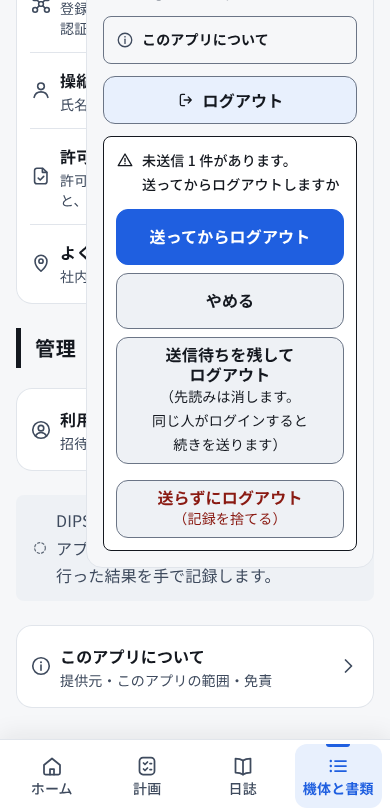 登録
認証
このアプリについて
ログアウト
操縦
氏名
未送信 1 件があります。
送ってからログアウトしますか
許可
許可
と、
送ってからログアウト
よく
社内
やめる
管理
送信待ちを残して
ログアウト
（先読みは消します。
同じ人がログインすると
続きを送ります）
利用
招待
送らずにログアウト
（記録を捨てる）
DIPS
アプ
行った結果を手で記録します。
このアプリについて
提供元・このアプリの範囲・免責
ホーム
計画
日誌
機体と書類